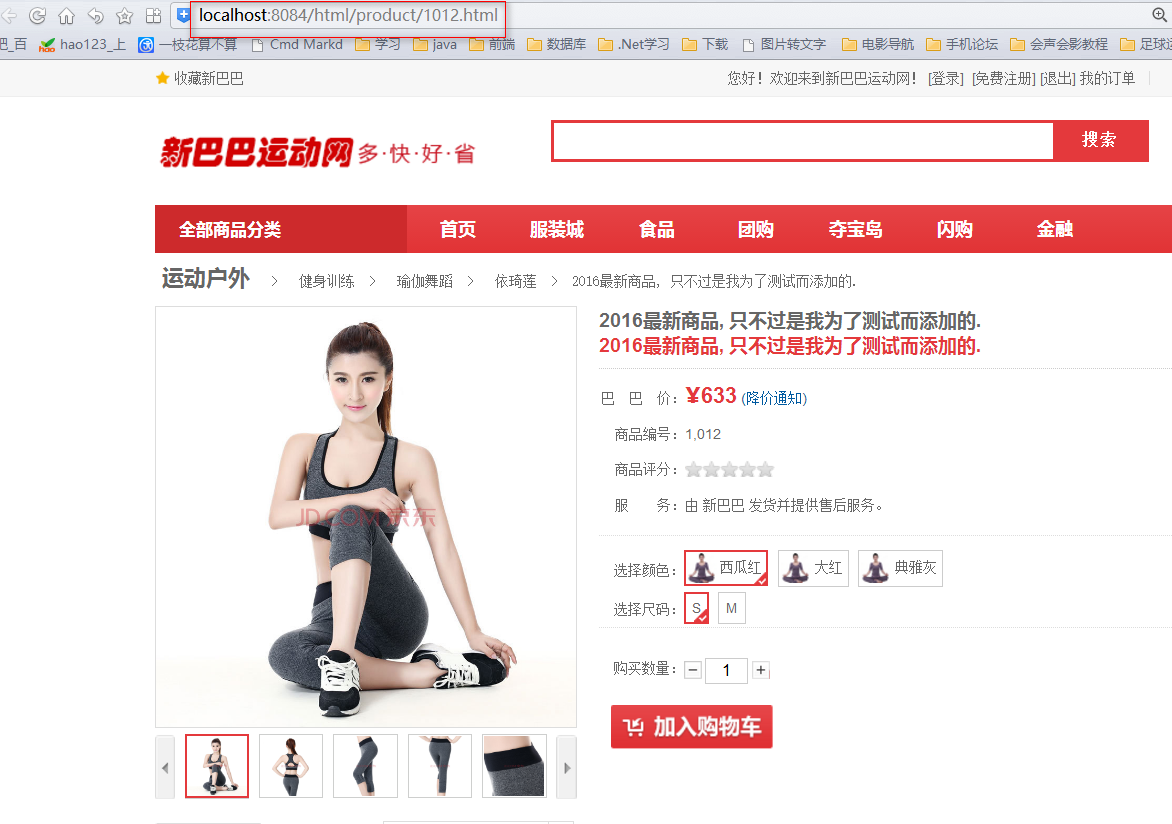 localhost:8084/html/product/1012.html
巴_百 hao123_上 一枝花算不算 Cmd Markd 学习 java 前端 数据库 .Net学习 下载 图片转文字 电影导航 手机论坛 会声会影教程 足球运
收藏新巴巴 您好！欢迎来到新巴巴运动网！ [登录] [免费注册] [退出] 我的订单
新巴巴运动网 多·快·好·省
搜索
全部商品分类 首页 服装城 食品 团购 夺宝岛 闪购 金融
运动户外 > 健身训练 > 瑜伽舞蹈 > 依琦莲 > 2016最新商品，只不过是我为了测试而添加的.
2016最新商品, 只不过是我为了测试而添加的.
2016最新商品, 只不过是我为了测试而添加的.
巴 巴 价：¥633 (降价通知)
商品编号：1,012
商品评分：
服 务：由 新巴巴 发货并提供售后服务。
JD.COM 京东
选择颜色： 西瓜红 大红 典雅灰
选择尺码： S M
购买数量： − 1 +
加入购物车